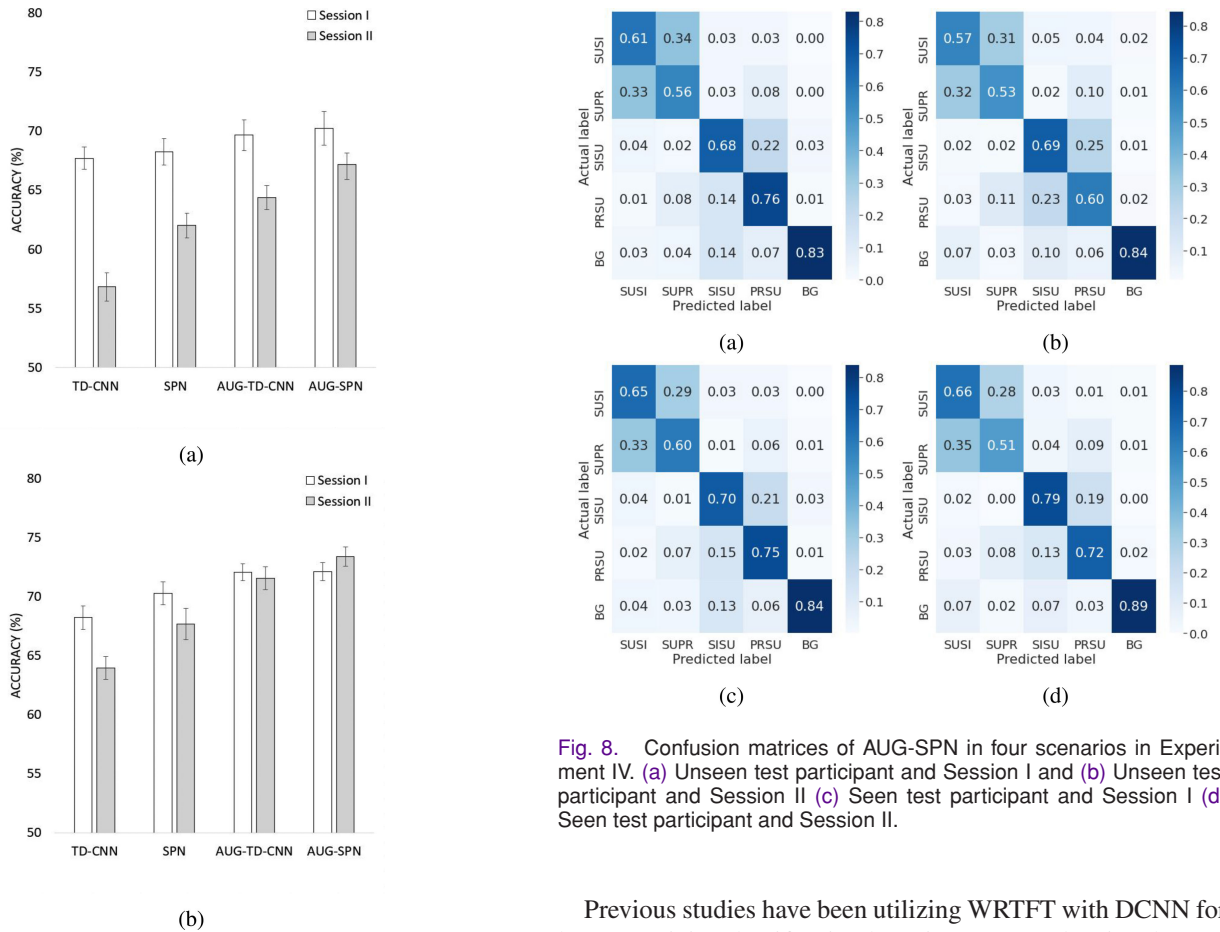 80
75
70
65
60
55
50
ACCURACY (%)
Session I
Session II
TD-CNN SPN AUG-TD-CNN AUG-SPN
(a)
80
75
70
65
60
55
50
ACCURACY (%)
Session I
Session II
TD-CNN SPN AUG-TD-CNN AUG-SPN
(b)
Actual label
SUSI 0.61 0.34 0.03 0.03 0.00
SUPR 0.33 0.56 0.03 0.08 0.00
SISU 0.04 0.02 0.68 0.22 0.03
PRSU 0.01 0.08 0.14 0.76 0.01
BG 0.03 0.04 0.14 0.07 0.83
SUSI SUPR SISU PRSU BG
Predicted label
0.8
0.7
0.6
0.5
0.4
0.3
0.2
0.1
0.0
(a)
Actual label
SUSI 0.57 0.31 0.05 0.04 0.02
SUPR 0.32 0.53 0.02 0.10 0.01
SISU 0.02 0.02 0.69 0.25 0.01
PRSU 0.03 0.11 0.23 0.60 0.02
BG 0.07 0.03 0.10 0.06 0.84
SUSI SUPR SISU PRSU BG
Predicted label
0.8
0.7
0.6
0.5
0.4
0.3
0.2
0.1
(b)
Actual label
SUSI 0.65 0.29 0.03 0.03 0.00
SUPR 0.33 0.60 0.01 0.06 0.01
SISU 0.04 0.01 0.70 0.21 0.03
PRSU 0.02 0.07 0.15 0.75 0.01
BG 0.04 0.03 0.13 0.06 0.84
SUSI SUPR SISU PRSU BG
Predicted label
0.8
0.7
0.6
0.5
0.4
0.3
0.2
0.1
(c)
Actual label
SUSI 0.66 0.28 0.03 0.01 0.01
SUPR 0.35 0.51 0.04 0.09 0.01
SISU 0.02 0.00 0.79 0.19 0.00
PRSU 0.03 0.08 0.13 0.72 0.02
BG 0.07 0.02 0.07 0.03 0.89
SUSI SUPR SISU PRSU BG
Predicted label
0.8
0.7
0.6
0.5
0.4
0.3
0.2
0.1
0.0
(d)
Fig. 8. Confusion matrices of AUG-SPN in four scenarios in Experi-
ment IV. (a) Unseen test participant and Session I and (b) Unseen tes
participant and Session II (c) Seen test participant and Session I (d
Seen test participant and Session II.
Previous studies have been utilizing WRTFT with DCNN for